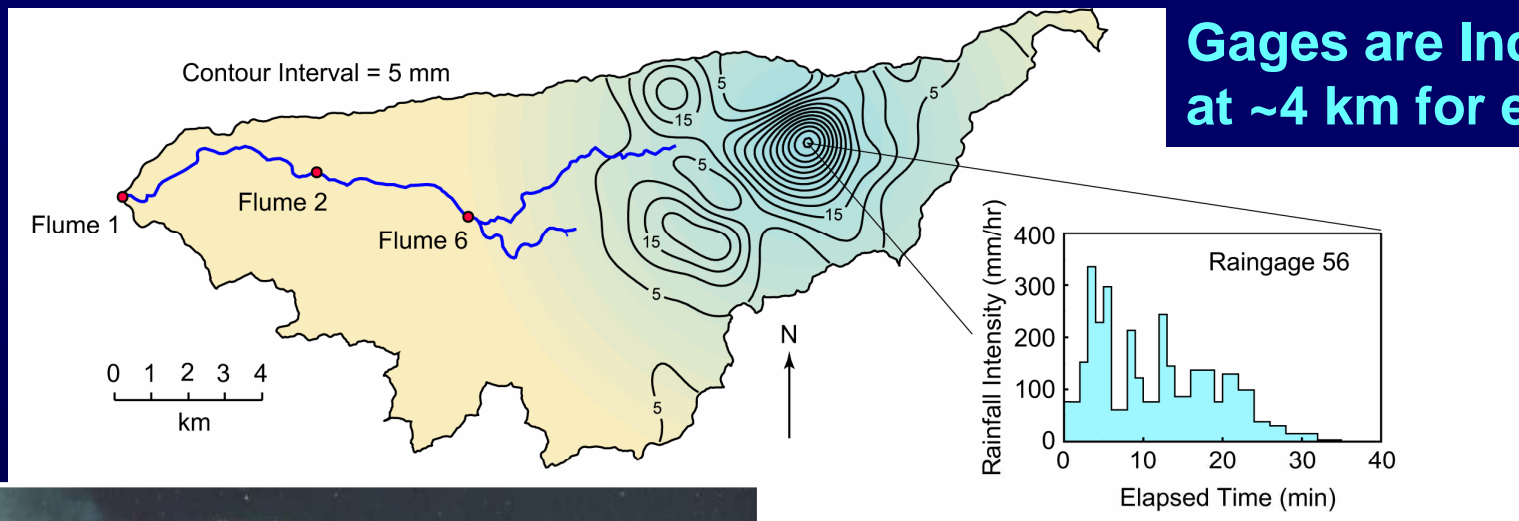 Gages are
at ~4 km for
Contour Interval = 5 mm
5
15
5
5
15
15
5
5
Flume 1
Flume 2
Flume 6
N
0 1 2 3 4
km
Raingage 56
Rainfall Intensity (mm/hr)
400
300
200
100
0
0 10 20 30 40
Elapsed Time (min)